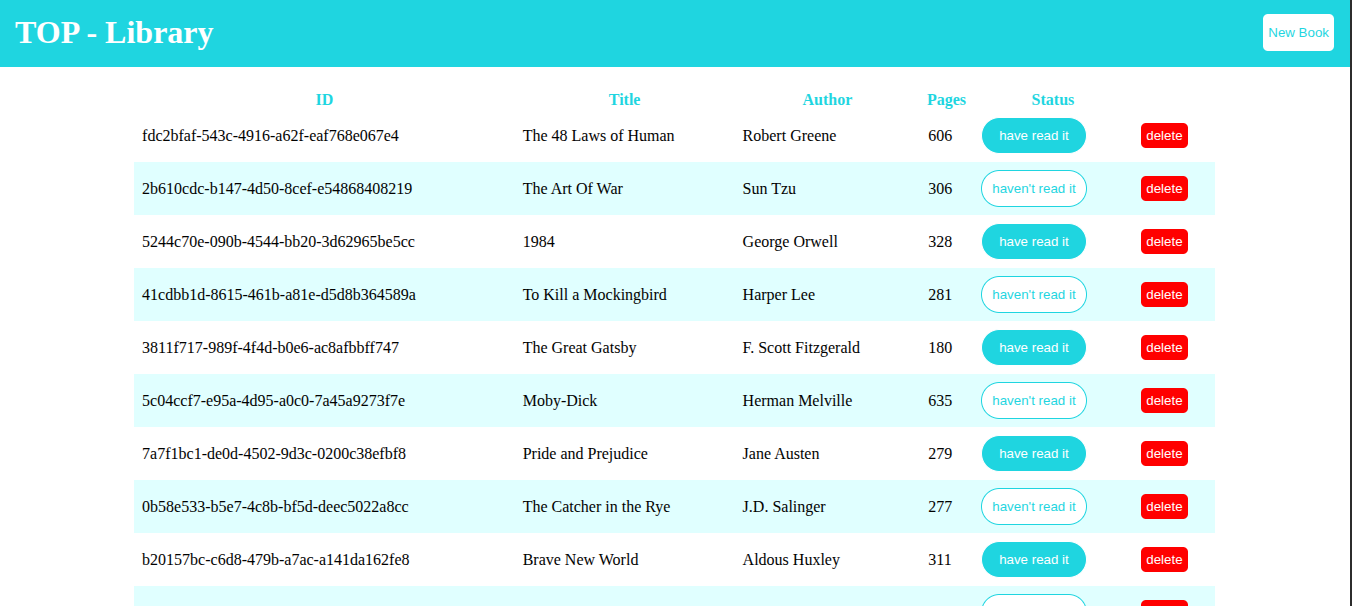 TOP - Library New Book
ID Title Author Pages Status
fdc2bfaf-543c-4916-a62f-eaf768e067e4 The 48 Laws of Human Robert Greene 606 have read it delete
2b610cdc-b147-4d50-8cef-e54868408219 The Art Of War Sun Tzu 306 haven't read it delete
5244c70e-090b-4544-bb20-3d62965be5cc 1984 George Orwell 328 have read it delete
41cdbb1d-8615-461b-a81e-d5d8b364589a To Kill a Mockingbird Harper Lee 281 haven't read it delete
3811f717-989f-4f4d-b0e6-ac8afbbff747 The Great Gatsby F. Scott Fitzgerald 180 have read it delete
5c04ccf7-e95a-4d95-a0c0-7a45a9273f7e Moby-Dick Herman Melville 635 haven't read it delete
7a7f1bc1-de0d-4502-9d3c-0200c38efbf8 Pride and Prejudice Jane Austen 279 have read it delete
0b58e533-b5e7-4c8b-bf5d-deec5022a8cc The Catcher in the Rye J.D. Salinger 277 haven't read it delete
b20157bc-c6d8-479b-a7ac-a141da162fe8 Brave New World Aldous Huxley 311 have read it delete